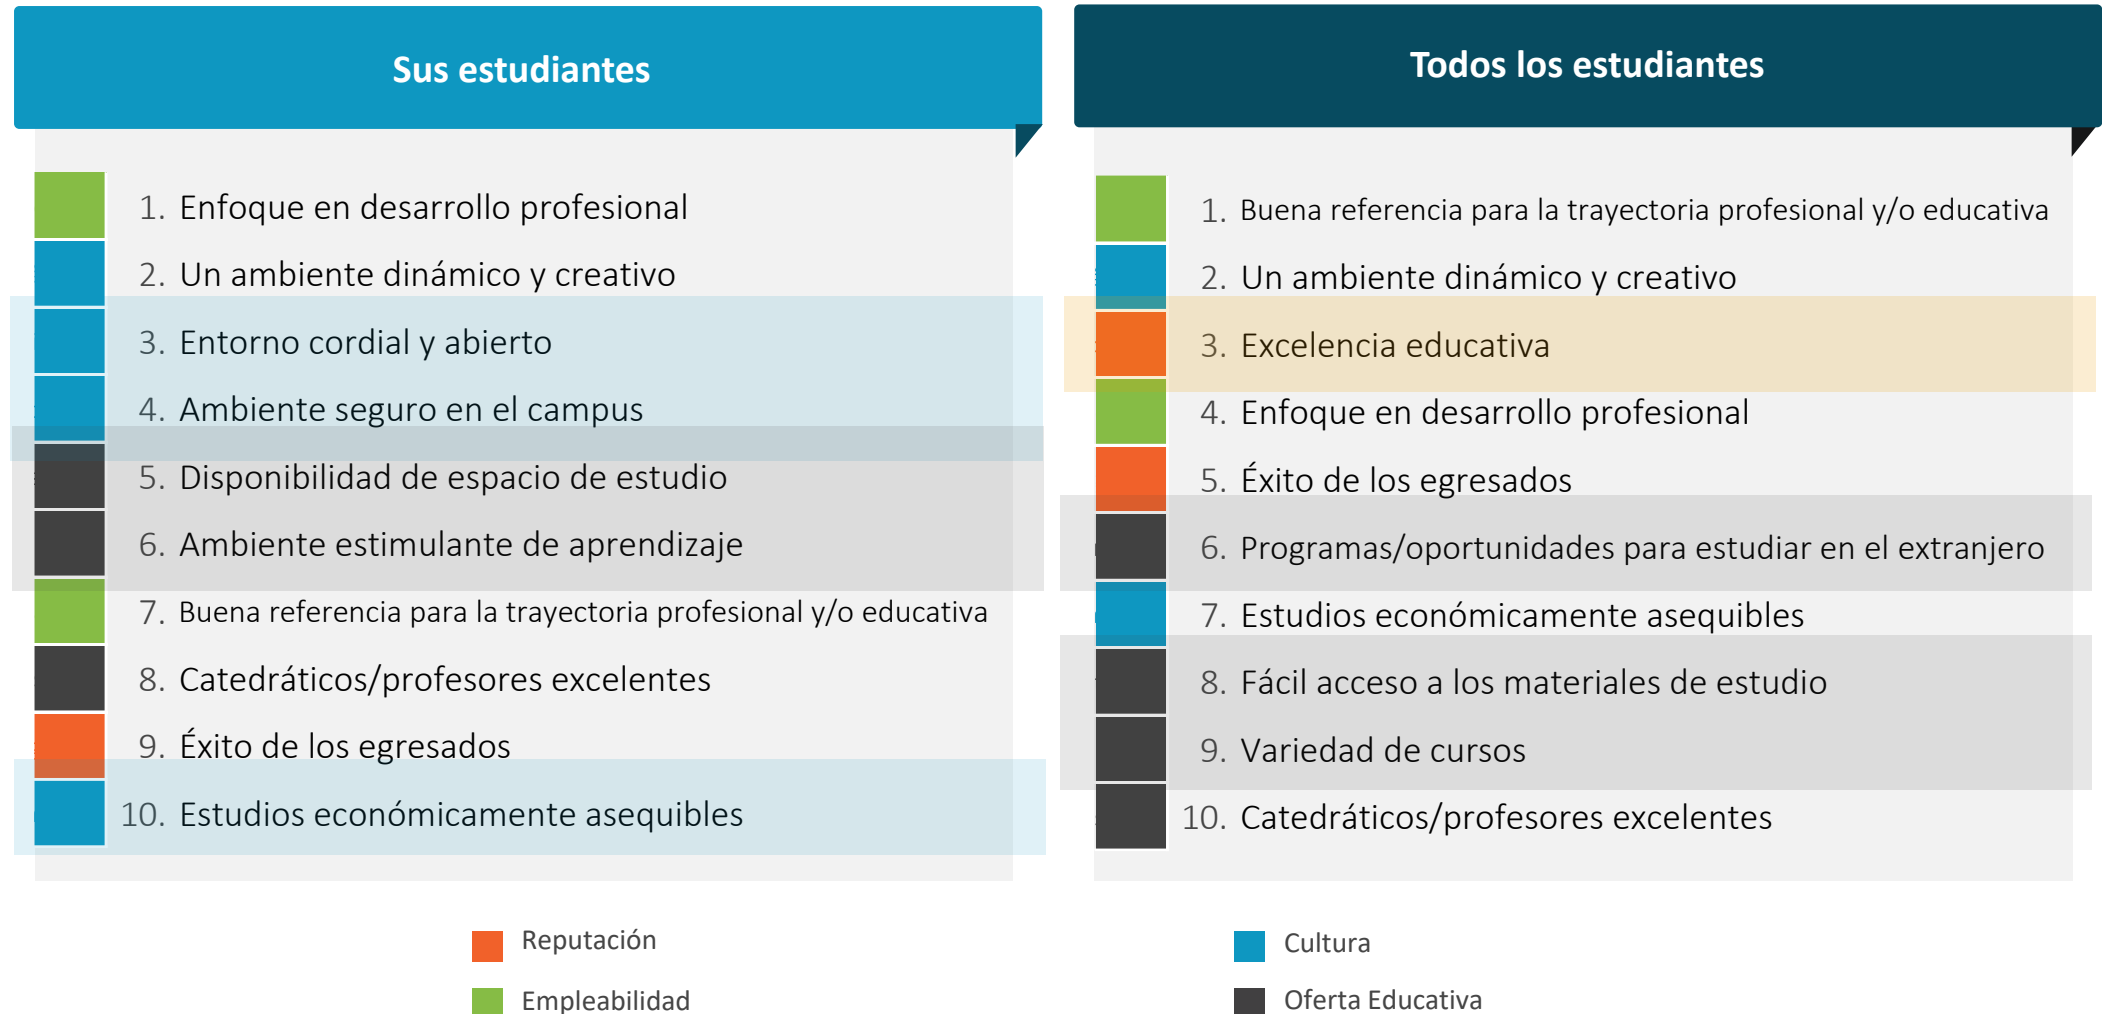 Sus estudiantes
1. Enfoque en desarrollo profesional
2. Un ambiente dinámico y creativo
3. Entorno cordial y abierto
4. Ambiente seguro en el campus
5. Disponibilidad de espacio de estudio
6. Ambiente estimulante de aprendizaje
7. Buena referencia para la trayectoria profesional y/o educativa
8. Catedráticos/profesores excelentes
9. Éxito de los egresados
10. Estudios económicamente asequibles
Todos los estudiantes
1. Buena referencia para la trayectoria profesional y/o educativa
2. Un ambiente dinámico y creativo
3. Excelencia educativa
4. Enfoque en desarrollo profesional
5. Éxito de los egresados
6. Programas/oportunidades para estudiar en el extranjero
7. Estudios económicamente asequibles
8. Fácil acceso a los materiales de estudio
9. Variedad de cursos
10. Catedráticos/profesores excelentes
Reputación
Empleabilidad
Cultura
Oferta Educativa